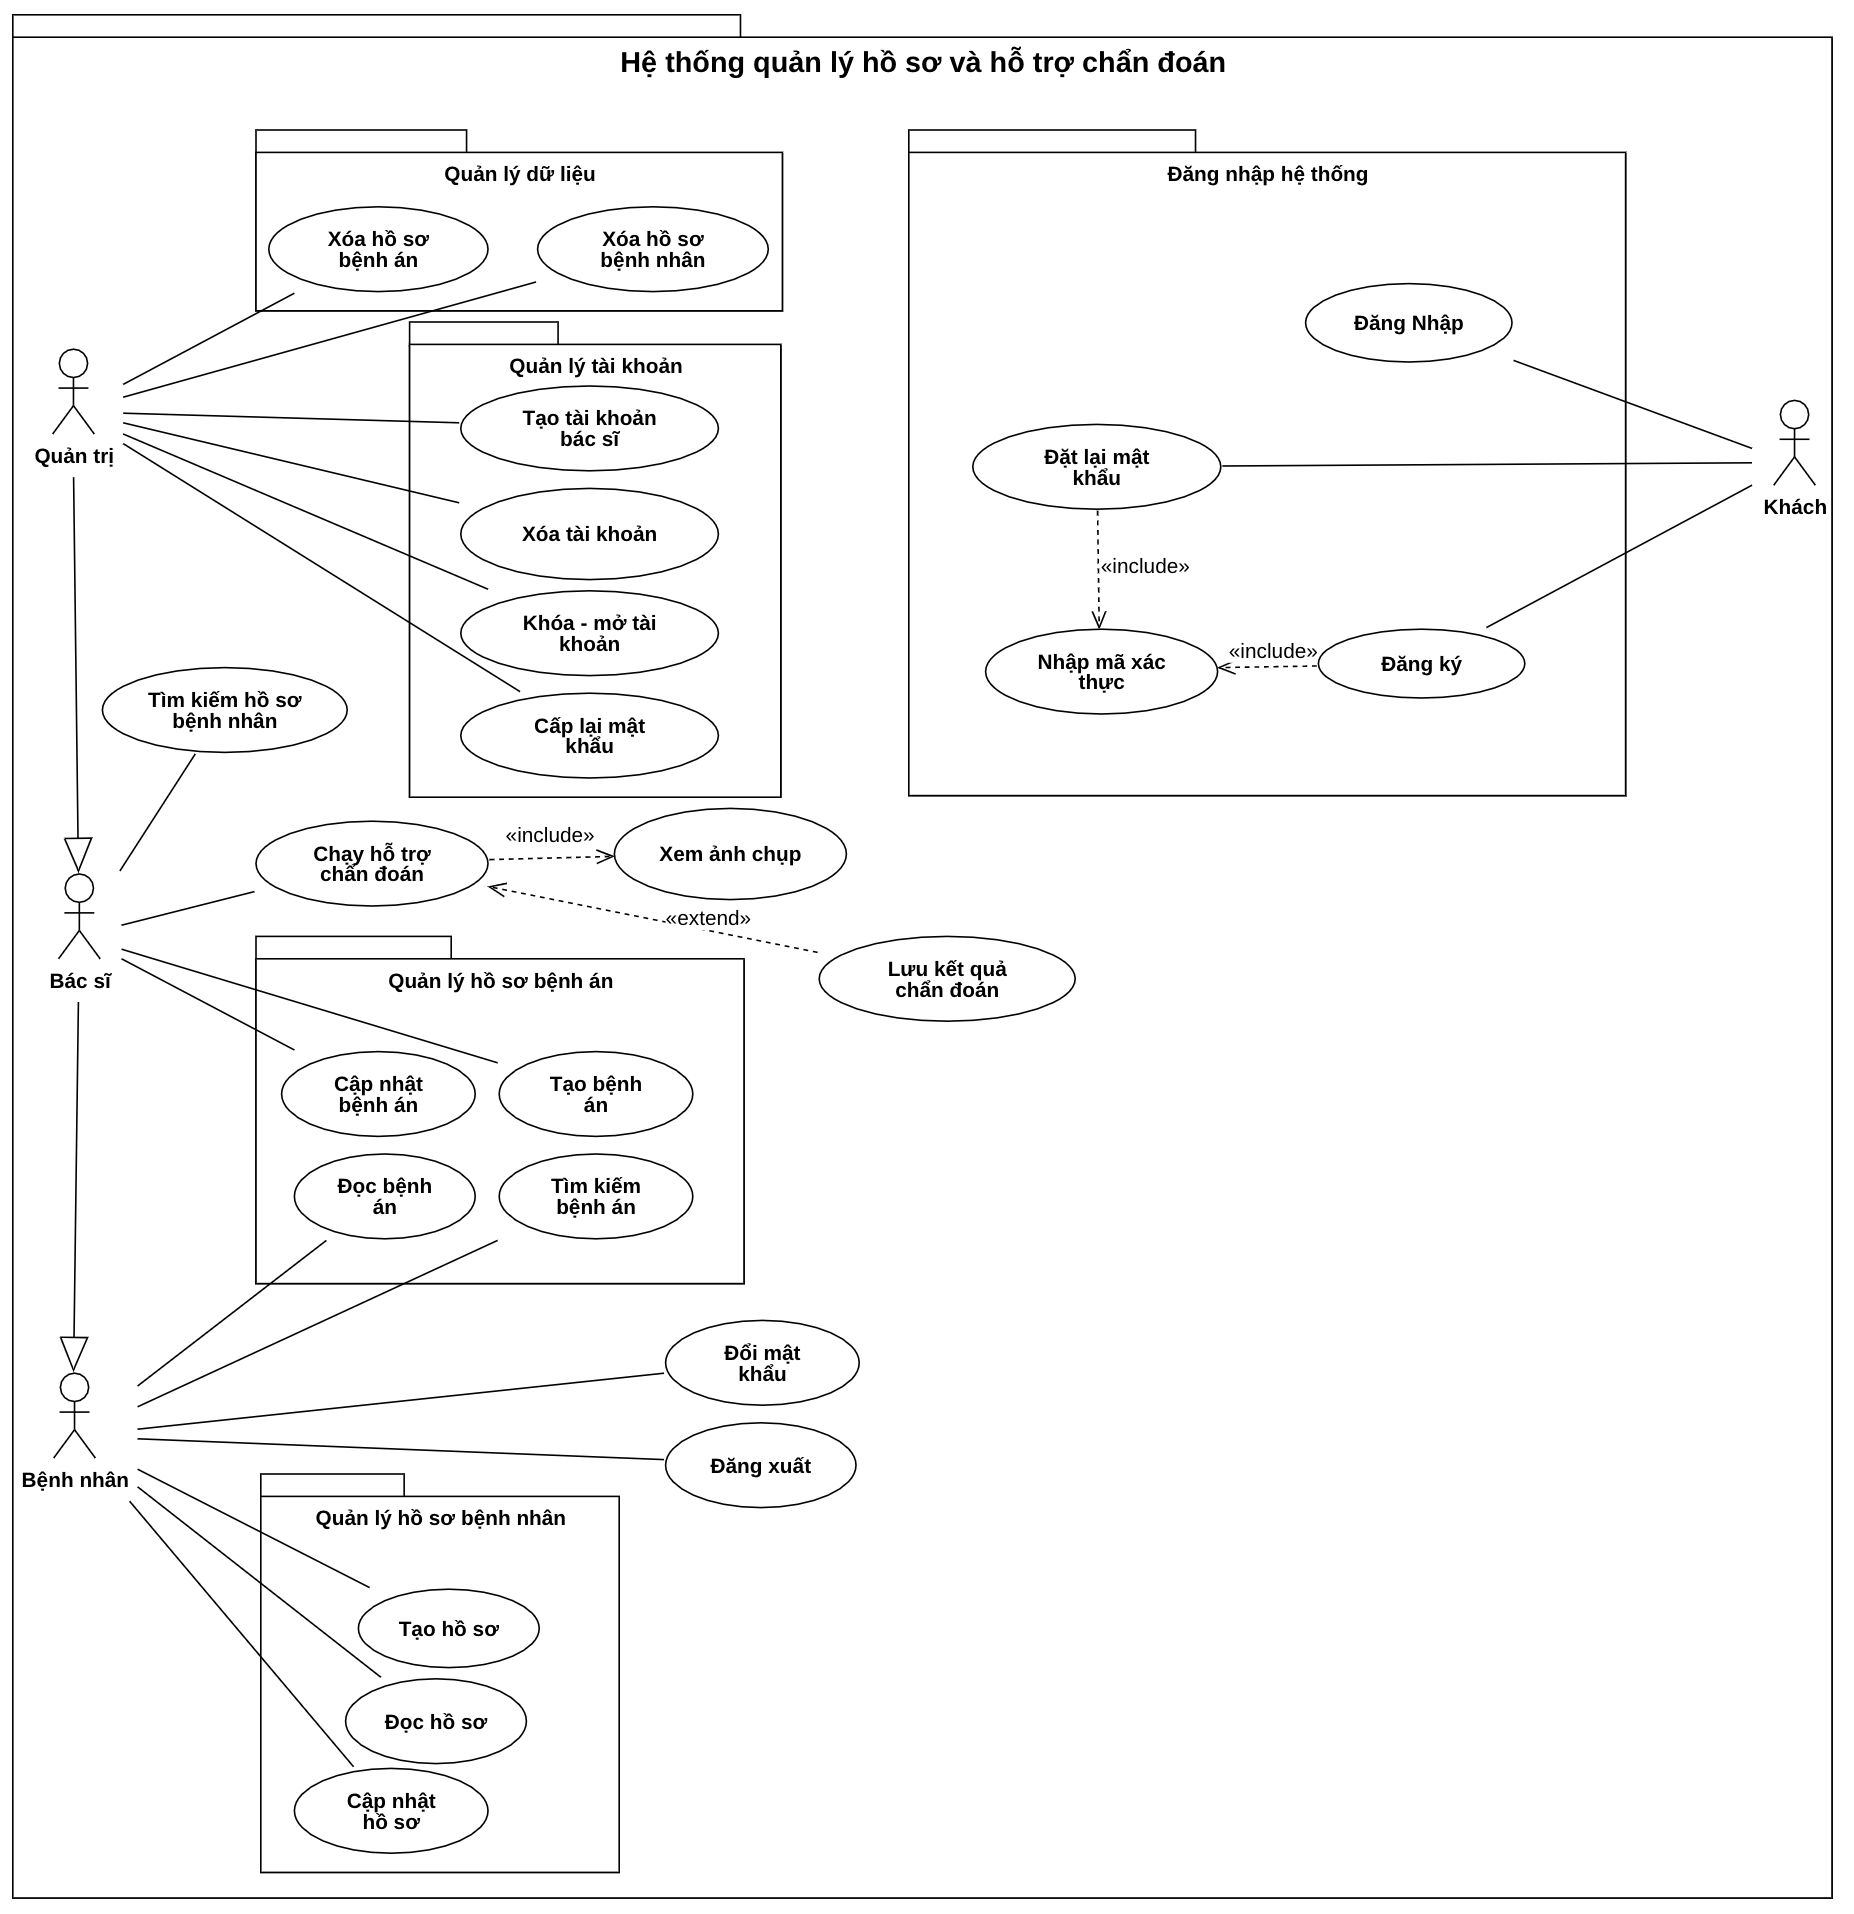 Hệ thống quản lý hồ sơ và hỗ trợ chẩn đoán
Quản lý dữ liệu
Xóa hồ sơ
bệnh án
Xóa hồ sơ
bệnh nhân
Đăng nhập hệ thống
Đăng Nhập
Đặt lại mật
khẩu
«include»
Nhập mã xác
thực
«include»
Đăng ký
Khách
Quản trị
Quản lý tài khoản
Tạo tài khoản
bác sĩ
Xóa tài khoản
Khóa - mở tài
khoản
Cấp lại mật
khẩu
Tìm kiếm hồ sơ
bệnh nhân
Chạy hỗ trợ
chẩn đoán
«include»
Xem ảnh chụp
«extend»
Lưu kết quả
chẩn đoán
Bác sĩ
Quản lý hồ sơ bệnh án
Cập nhật
bệnh án
Tạo bệnh
án
Đọc bệnh
án
Tìm kiếm
bệnh án
Đổi mật
khẩu
Đăng xuất
Bệnh nhân
Quản lý hồ sơ bệnh nhân
Tạo hồ sơ
Đọc hồ sơ
Cập nhật
hồ sơ